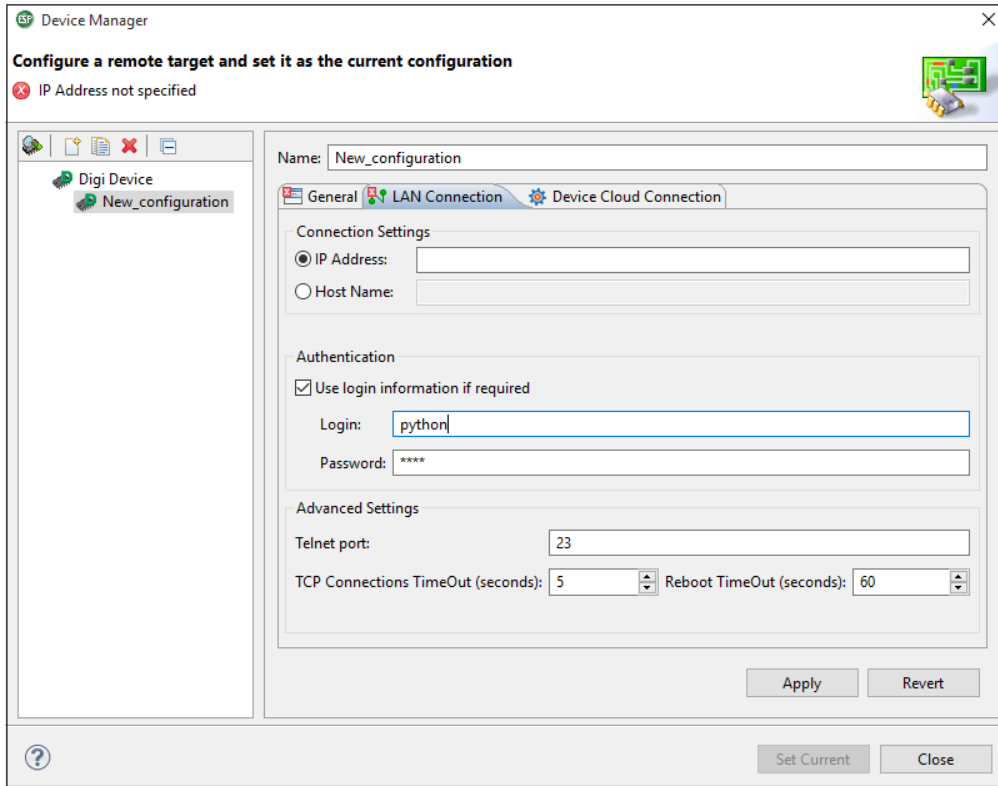 ESP Device Manager
Configure a remote target and set it as the current configuration
IP Address not specified
Digi Device
New_configuration
Name: New_configuration
General LAN Connection Device Cloud Connection
Connection Settings
IP Address:
Host Name:
Authentication
Use login information if required
Login: python
Password: ****
Advanced Settings
Telnet port: 23
TCP Connections TimeOut (seconds): 5 Reboot TimeOut (seconds): 60
Apply Revert
? Set Current Close